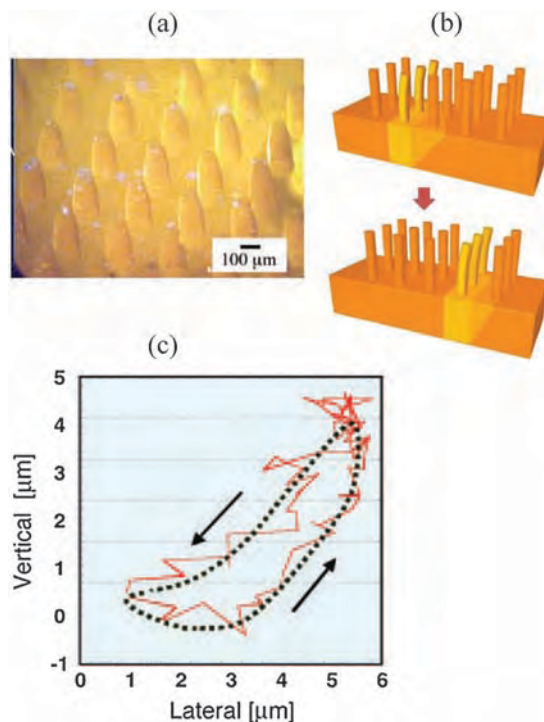 (a)
(b)
100 μm
(c)
5
4
3
2
1
0
-1
Vertical [μm]
0 1 2 3 4 5 6
Lateral [μm]